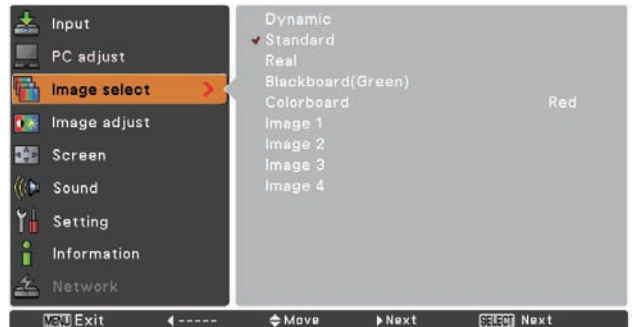 Input
PC adjust
Image select
Image adjust
Screen
Sound
Setting
Information
Network
Dynamic
Standard
Real
Blackboard(Green)
Colorboard Red
Image 1
Image 2
Image 3
Image 4
MENU Exit ----- Move Next SELECT Next